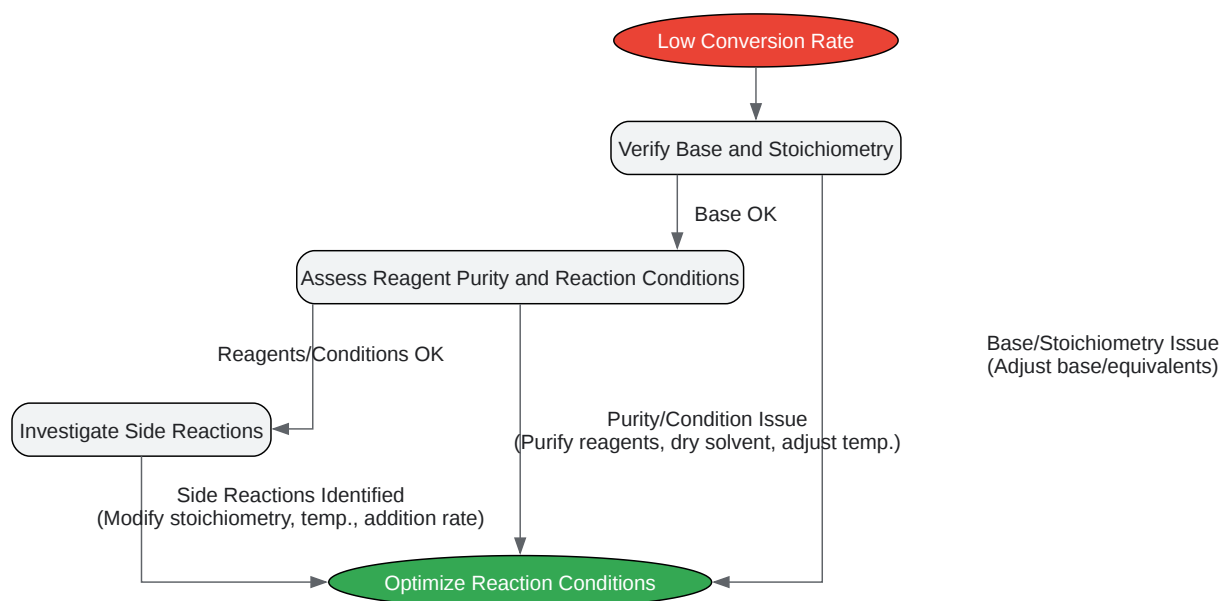 Low Conversion Rate
Verify Base and Stoichiometry
Base OK
Assess Reagent Purity and Reaction Conditions
Reagents/Conditions OK
Base/Stoichiometry Issue
(Adjust base/equivalents)
Investigate Side Reactions
Purity/Condition Issue
(Purify reagents, dry solvent, adjust temp.)
Side Reactions Identified
(Modify stoichiometry, temp., addition rate)
Optimize Reaction Conditions